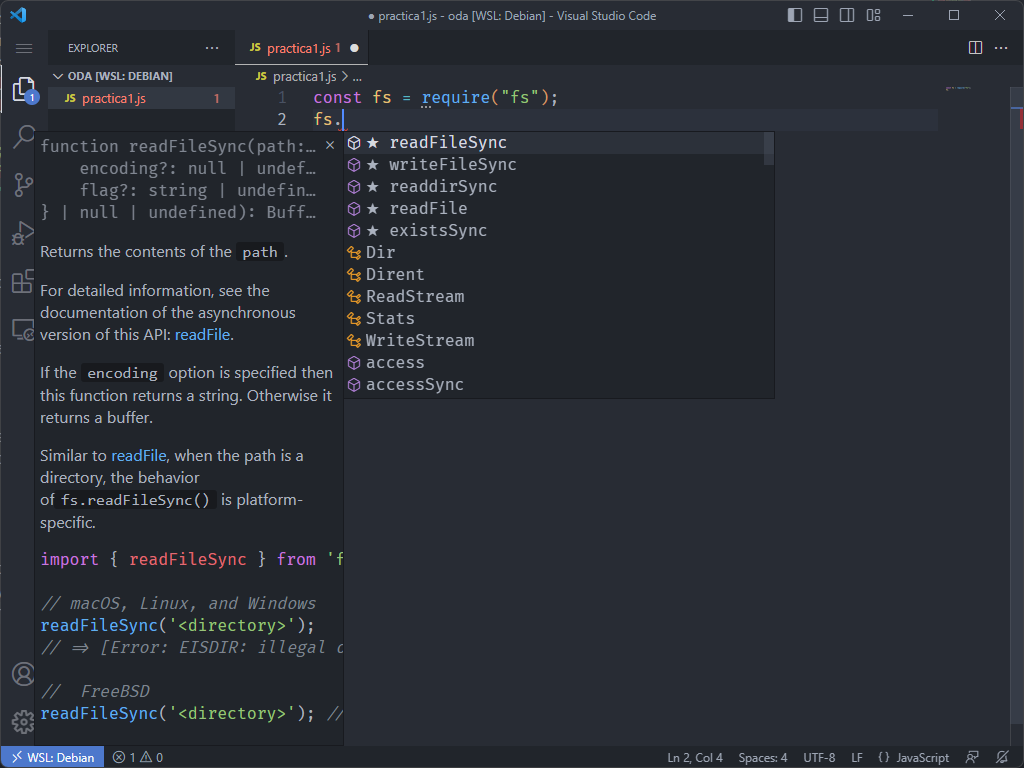 ● practica1.js - oda [WSL: Debian] - Visual Studio Code
EXPLORER
ODA [WSL: DEBIAN]
JS practica1.js 1
JS practica1.js 1 ●
JS practica1.js > ...
1 const fs = require("fs");
2 fs.
1
function readFileSync(path:…
encoding?: null | undef…
flag?: string | undefin…
} | null | undefined): Buff…
Returns the contents of the path.
For detailed information, see the
documentation of the asynchronous
version of this API: readFile.
If the encoding option is specified then
this function returns a string. Otherwise it
returns a buffer.
Similar to readFile, when the path is a
directory, the behavior
of fs.readFileSync() is platform-
specific.
import { readFileSync } from 'f
// macOS, Linux, and Windows
readFileSync('<directory>');
// => [Error: EISDIR: illegal o
// FreeBSD
readFileSync('<directory>'); //
★ readFileSync
★ writeFileSync
★ readdirSync
★ readFile
★ existsSync
Dir
Dirent
ReadStream
Stats
WriteStream
access
accessSync
WSL: Debian
1
0
Ln 2, Col 4
Spaces: 4
UTF-8
LF
{ } JavaScript